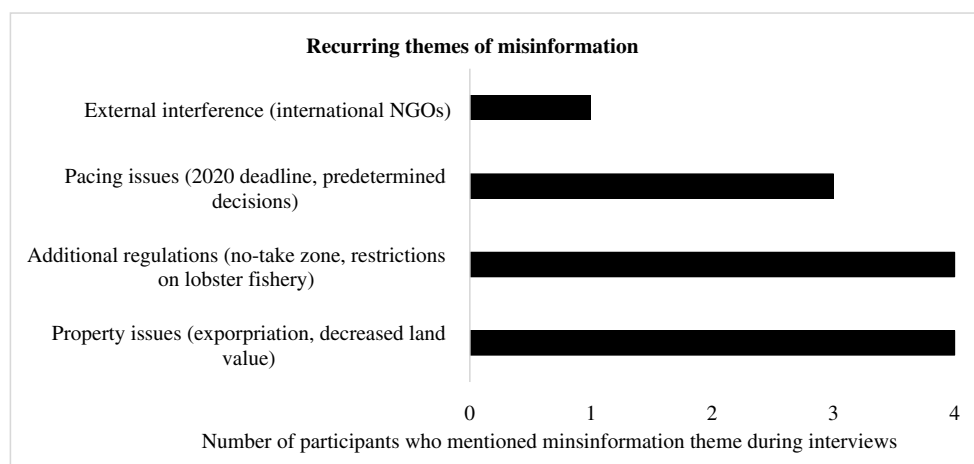 Recurring themes of misinformation
External interference (international NGOs)
Pacing issues (2020 deadline, predetermined
decisions)
Additional regulations (no-take zone, restrictions
on lobster fishery)
Property issues (exporpriation, decreased land
value)
0 1 2 3 4
Number of participants who mentioned minsinformation theme during interviews